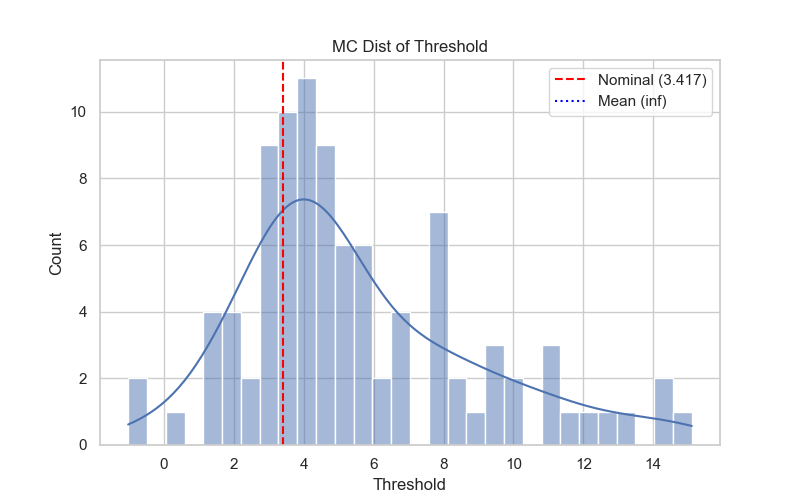 MC Dist of Threshold
Nominal (3.417)
Mean (inf)
10
8
6
4
2
0
Count
0 2 4 6 8 10 12 14
Threshold